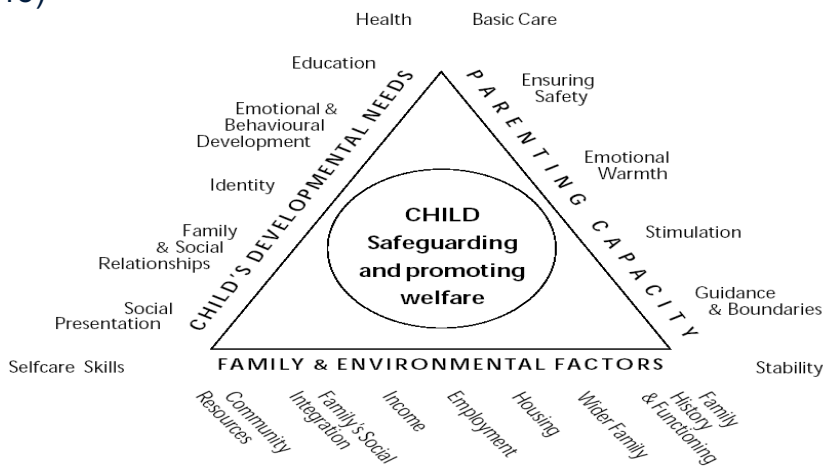 Health
Basic Care
Education
Ensuring
Safety
Emotional &
Behavioural
Development
Emotional
Warmth
Identity
Stimulation
Family
& Social
Relationships
Guidance
& Boundaries
Social
Presentation
Selfcare Skills
Stability
CHILD'S DEVELOPMENTAL NEEDS
PARENTING CAPACITY
CHILD
Safeguarding
and promoting
welfare
FAMILY & ENVIRONMENTAL FACTORS
Community
Resources
Family's Social
Integration
Income
Employment
Housing
Wider Family
Family
History
& Functioning